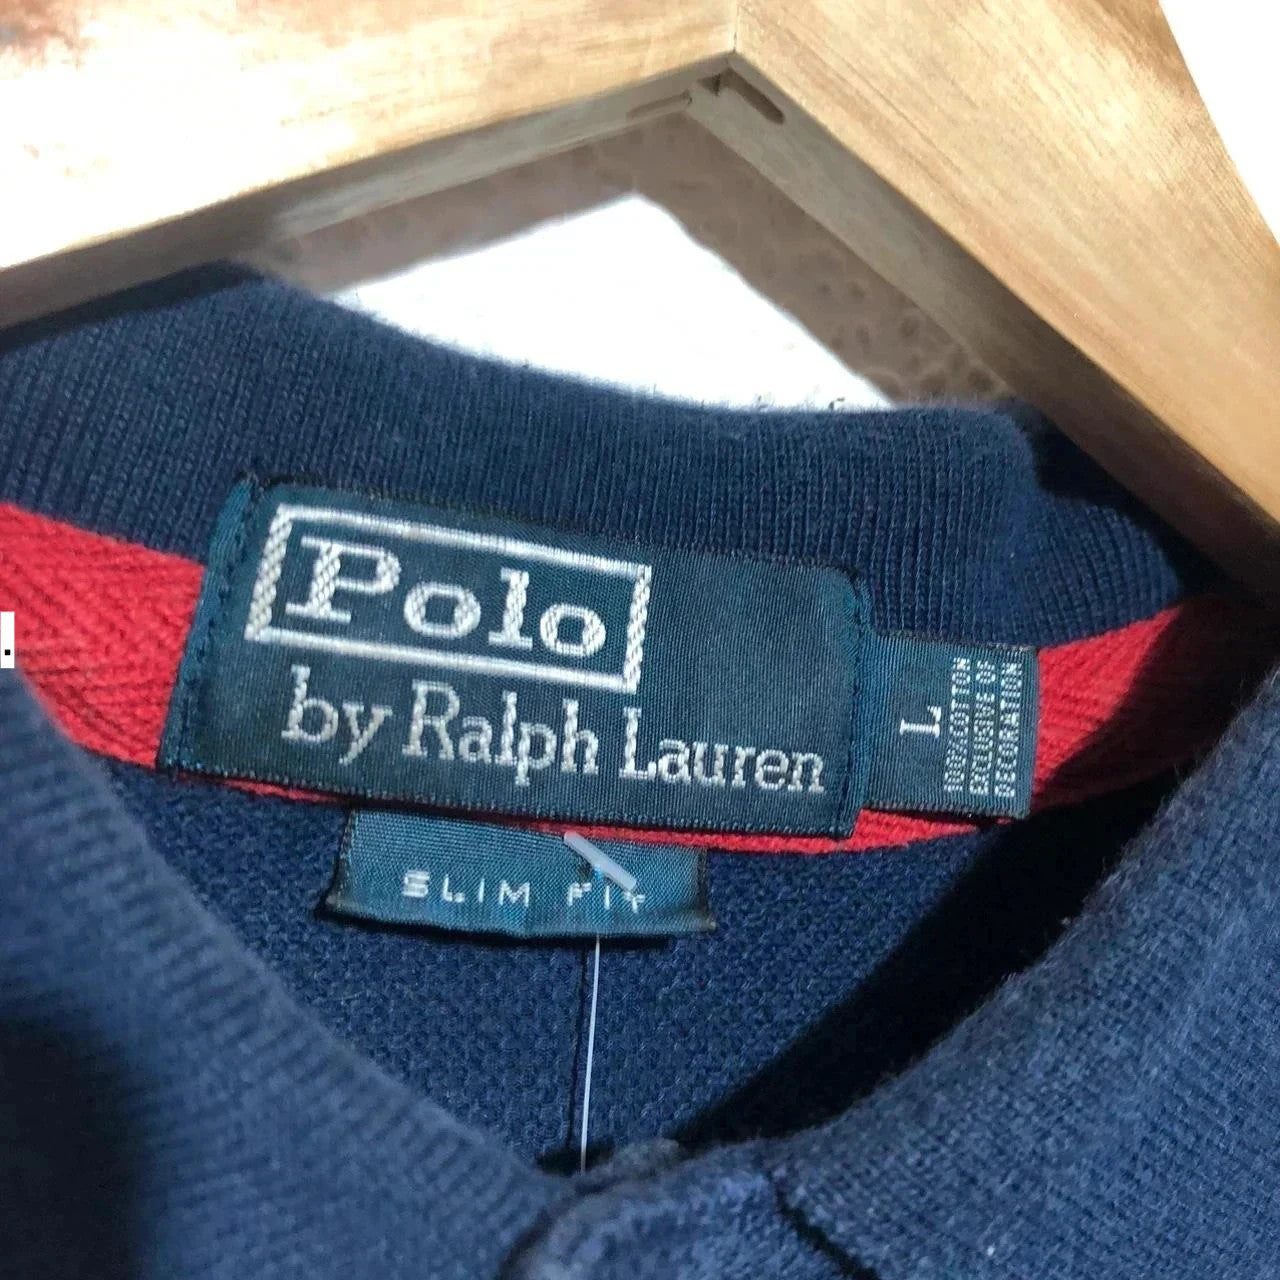 Polo
by Ralph Lauren
L
100% COTTON
EXCLUSIVE OF
DECORATION
SLIM FIT
.